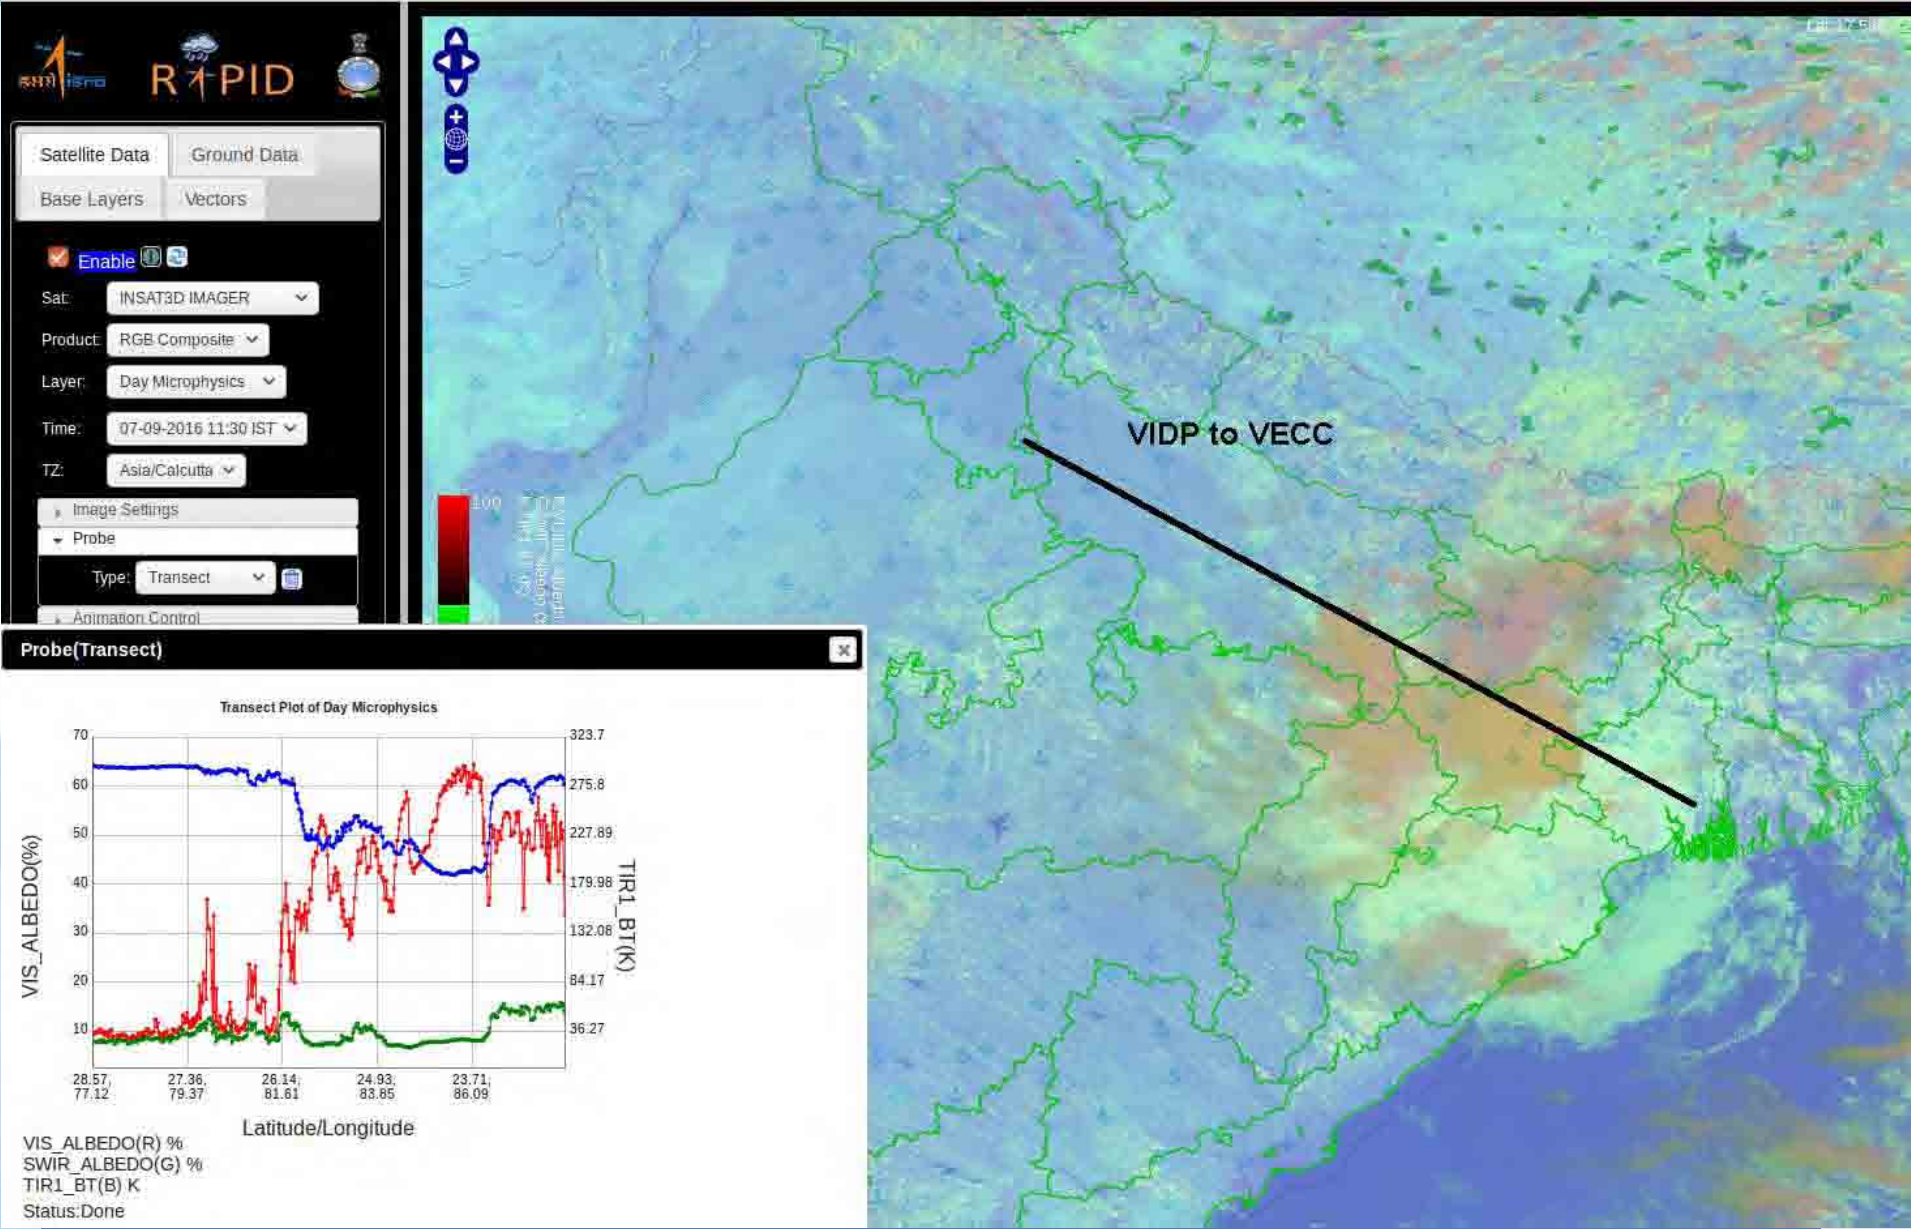 इसरो isro
RAPID
Satellite Data
Ground Data
Base Layers
Vectors
Enable
Sat: INSAT3D IMAGER
Product: RGB Composite
Layer: Day Microphysics
Time: 07-09-2016 11:30 IST
TZ: Asia/Calcutta
Image Settings
Probe
Type: Transect
Animation Control
VIDP to VECC
100
Probe(Transect)
Transect Plot of Day Microphysics
VIS_ALBEDO(%)
70
60
50
40
30
20
10
323.7
275.8
227.89
179.98
132.08
84.17
36.27
TIR1_BT(K)
28.57, 77.12
27.36, 79.37
26.14, 81.61
24.93, 83.85
23.71, 86.09
Latitude/Longitude
VIS_ALBEDO(R) %
SWIR_ALBEDO(G) %
TIR1_BT(B) K
Status:Done